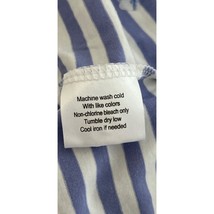 Machine wash cold
With like colors
Non-chlorine bleach only
Tumble dry low
Cool iron if needed